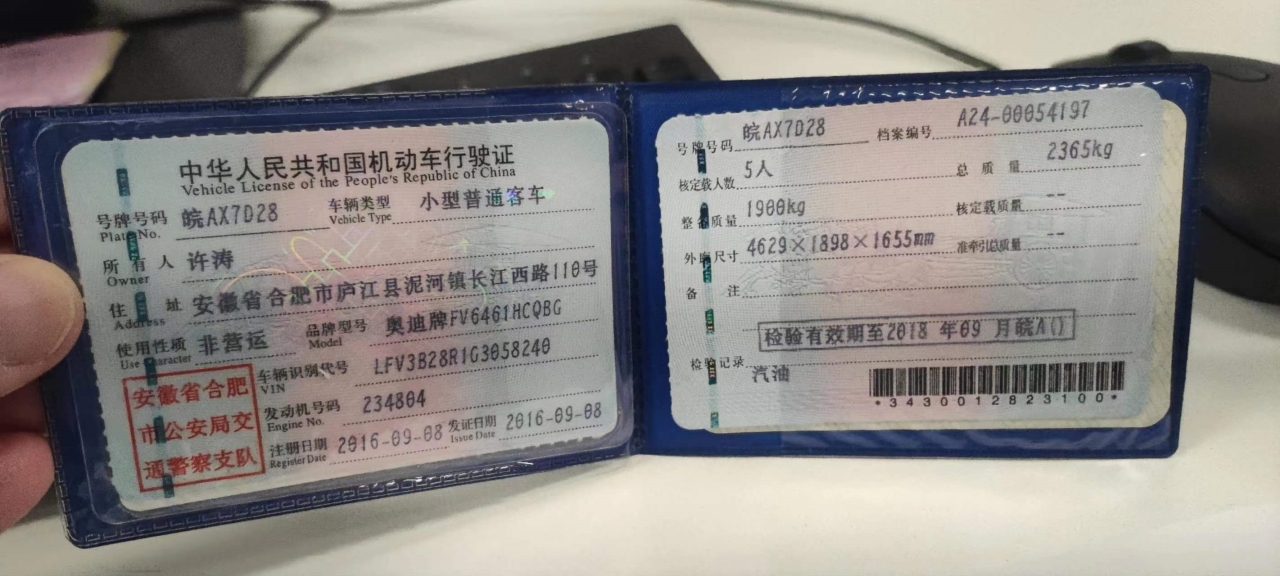 中华人民共和国机动车行驶证
Vehicle License of the People's Republic of China
号牌号码 皖AX7D28 车辆类型 小型普通客车
Plate No. Vehicle Type
所有人 许涛
Owner
住址 安徽省合肥市庐江县泥河镇长江西路110号
Address
使用性质 非营运 品牌型号 奥迪牌FV6461HCQBG
Use Character Model
安徽省合肥
市公安局交
通警察支队
车辆识别代号 LFV3B28R1G3058240
VIN
发动机号码 234804
Engine No.
注册日期 2016-09-08 发证日期 2016-09-08
Register Date Issue Date
号牌号码 皖AX7D28 档案编号 A24-00054197
核定载人数 5人 总质量 2365kg
整备质量 1900kg 核定载质量 --
外廓尺寸 4629×1898×1655mm 准牵引总质量 --
备注
检验有效期至2018 年09 月皖A()
检验记录
汽油
*3430012823100*